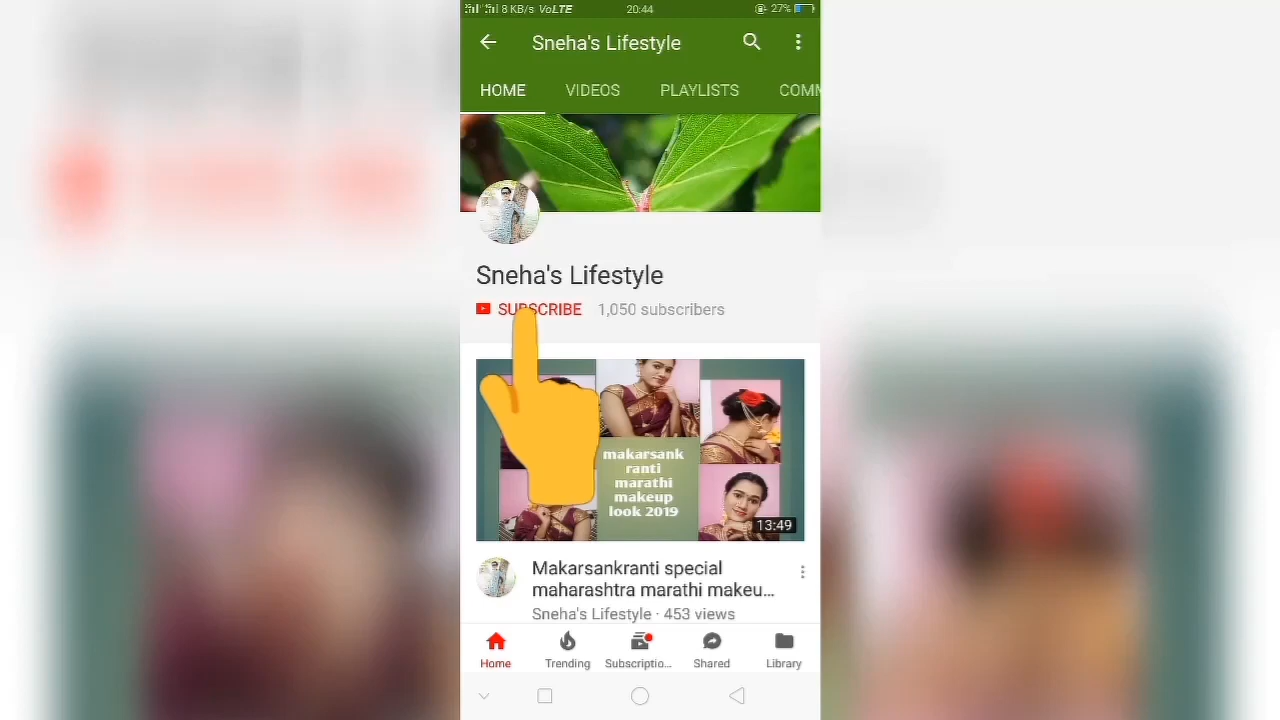 8 KB/s VoLTE 20:44 27%
Sneha's Lifestyle
HOME VIDEOS PLAYLISTS COMM
Sneha's Lifestyle
SUBSCRIBE 1,050 subscribers
makarsank
ranti
marathi
makeup
look 2019
13:49
Makarsankranti special
maharashtra marathi makeu...
Sneha's Lifestyle · 453 views
Home Trending Subscriptio... Shared Library